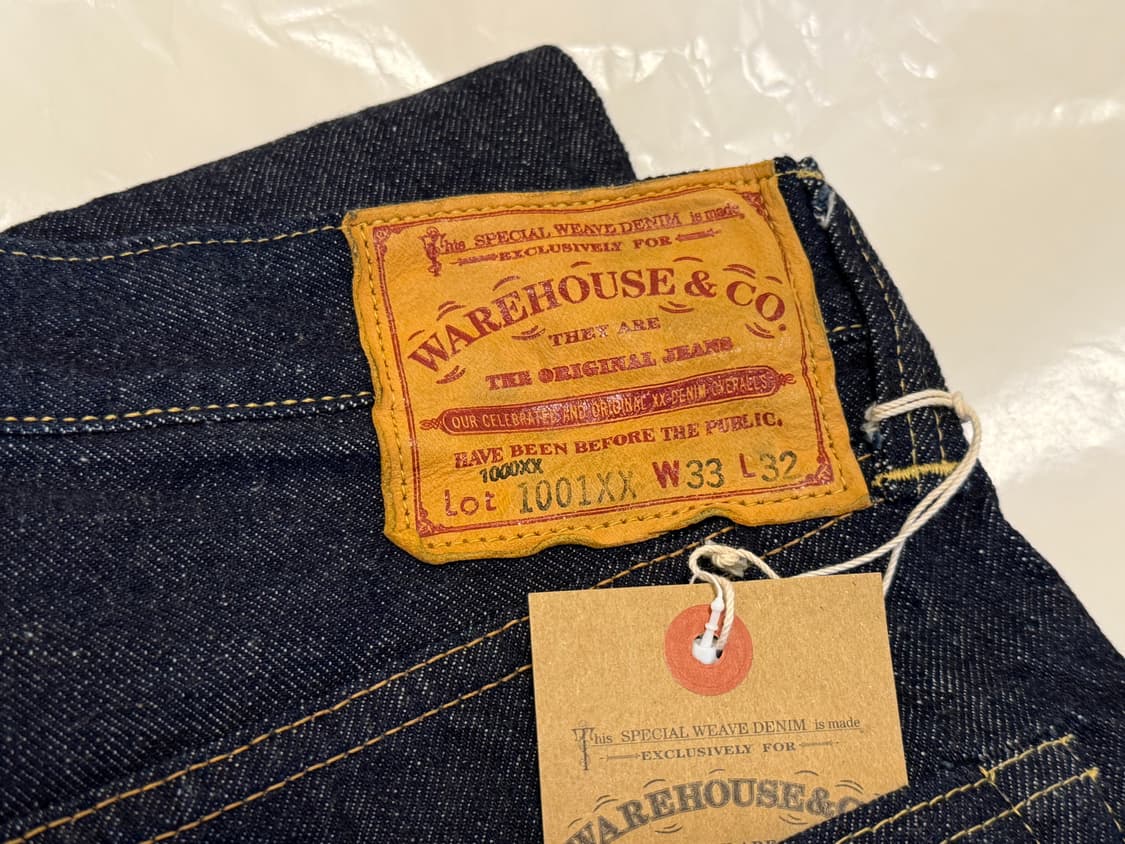 This SPECIAL WEAVE DENIM is made
EXCLUSIVELY FOR
WAREHOUSE & CO.
THEY ARE
THE ORIGINAL JEANS
OUR CELEBRATED AND ORIGINAL XX DENIM OVERALLS
HAVE BEEN BEFORE THE PUBLIC.
1000XX
Lot 1001XX W33 L32
This SPECIAL WEAVE DENIM is made
EXCLUSIVELY FOR
WAREHOUSE & C